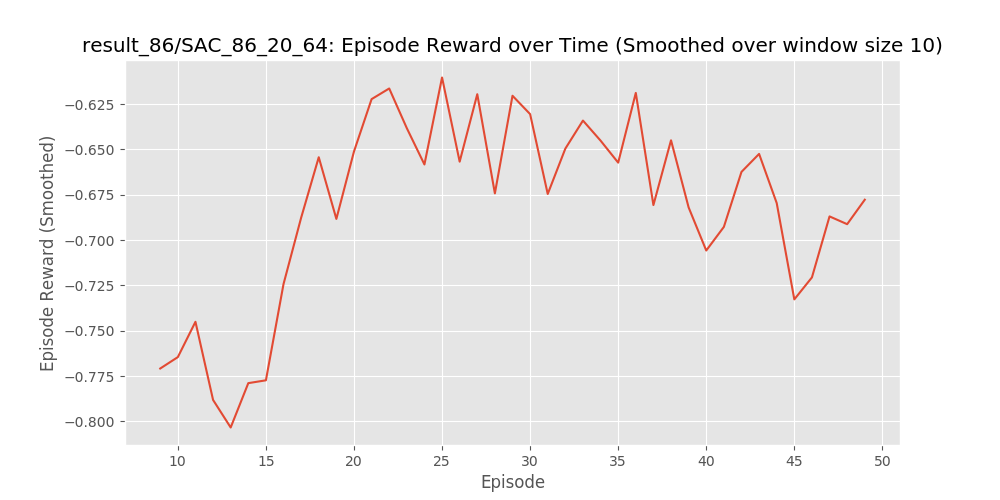 result_86/SAC_86_20_64: Episode Reward over Time (Smoothed over window size 10)
Episode Reward (Smoothed)
−0.625
−0.650
−0.675
−0.700
−0.725
−0.750
−0.775
−0.800
10 15 20 25 30 35 40 45 50
Episode